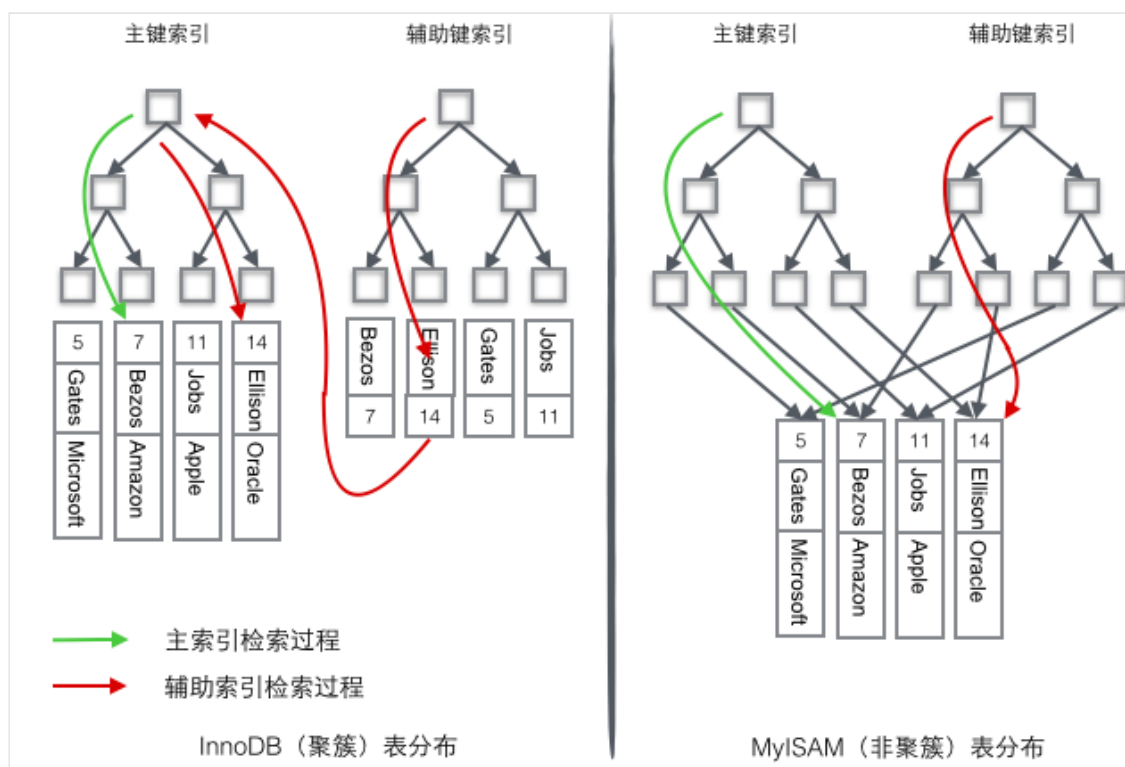 主键索引
辅助键索引
主键索引
辅助键索引
5
7
11
14
Gates
Bezos
Jobs
Ellison
Microsoft
Amazon
Apple
Oracle
Bezos
Ellison
Gates
Jobs
7
14
5
11
5
7
11
14
Gates
Bezos
Jobs
Ellison
Microsoft
Amazon
Apple
Oracle
主索引检索过程
辅助索引检索过程
InnoDB（聚簇）表分布
MyISAM（非聚簇）表分布